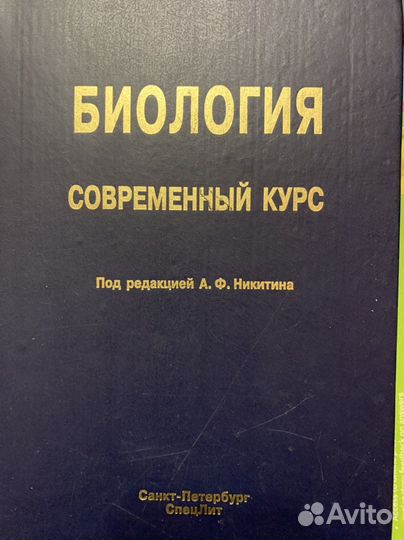 БИОЛОГИЯ
СОВРЕМЕННЫЙ КУРС
Под редакцией А. Ф. Никитина
Санкт-Петербург
СпецЛит
Avito